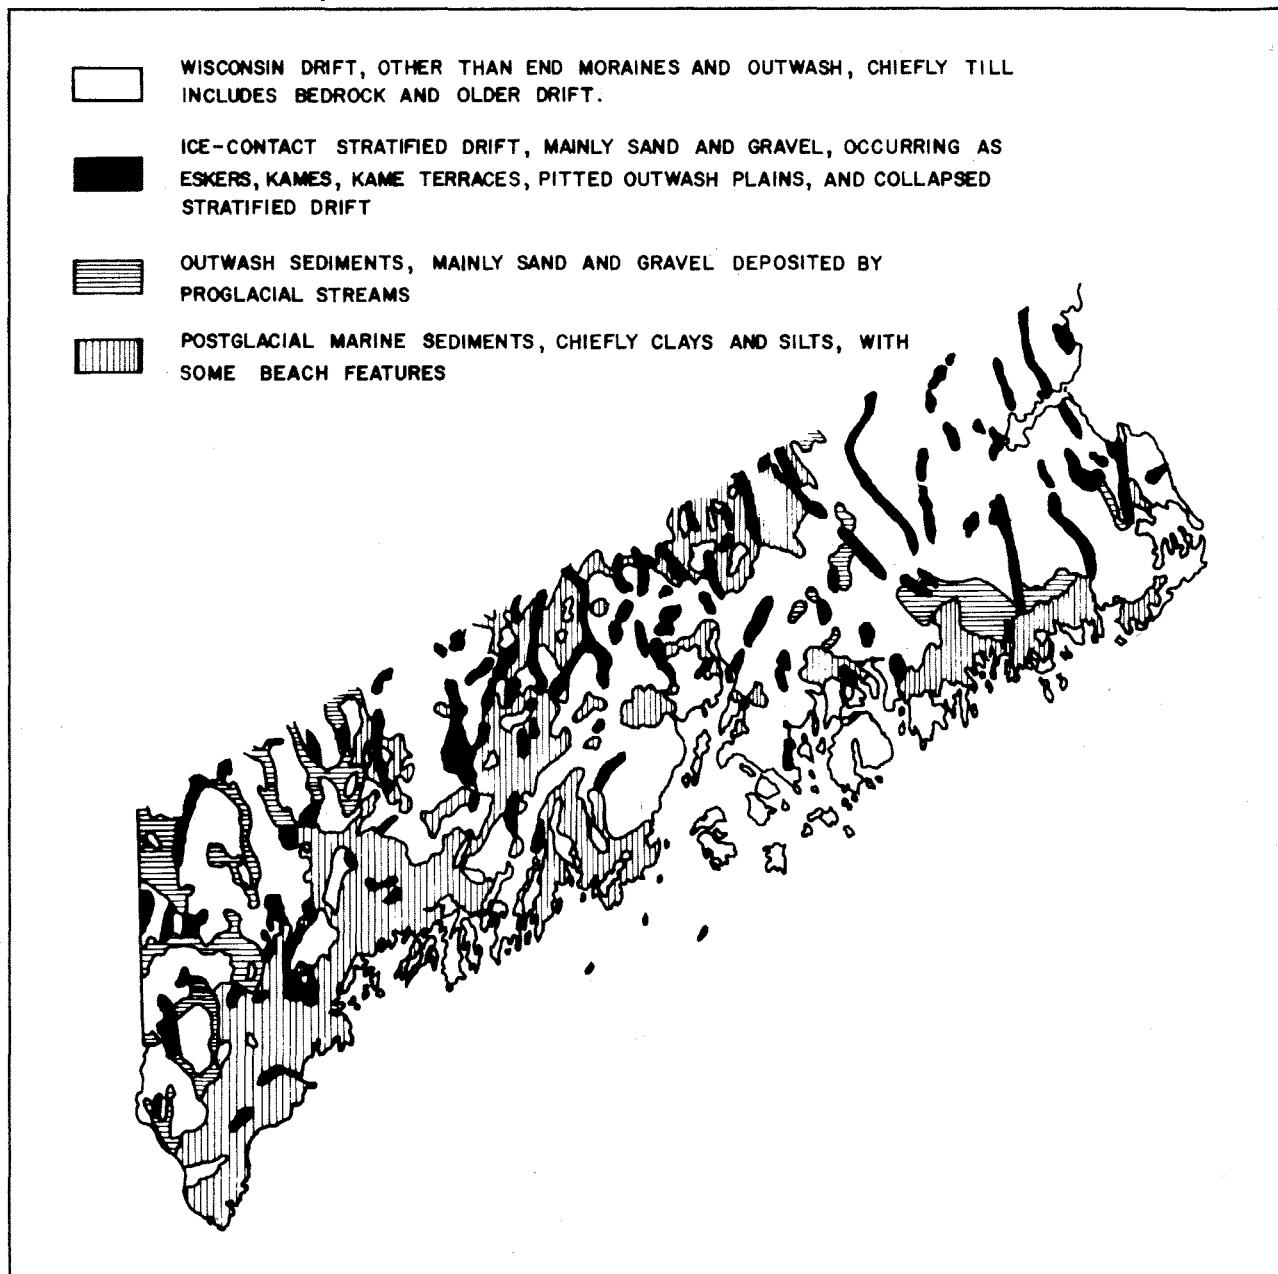 WISCONSIN DRIFT, OTHER THAN END MORAINES AND OUTWASH, CHIEFLY TILL
INCLUDES BEDROCK AND OLDER DRIFT.
ICE-CONTACT STRATIFIED DRIFT, MAINLY SAND AND GRAVEL, OCCURRING AS
ESKERS, KAMES, KAME TERRACES, PITTED OUTWASH PLAINS, AND COLLAPSED
STRATIFIED DRIFT
OUTWASH SEDIMENTS, MAINLY SAND AND GRAVEL DEPOSITED BY
PROGLACIAL STREAMS
POSTGLACIAL MARINE SEDIMENTS, CHIEFLY CLAYS AND SILTS, WITH
SOME BEACH FEATURES